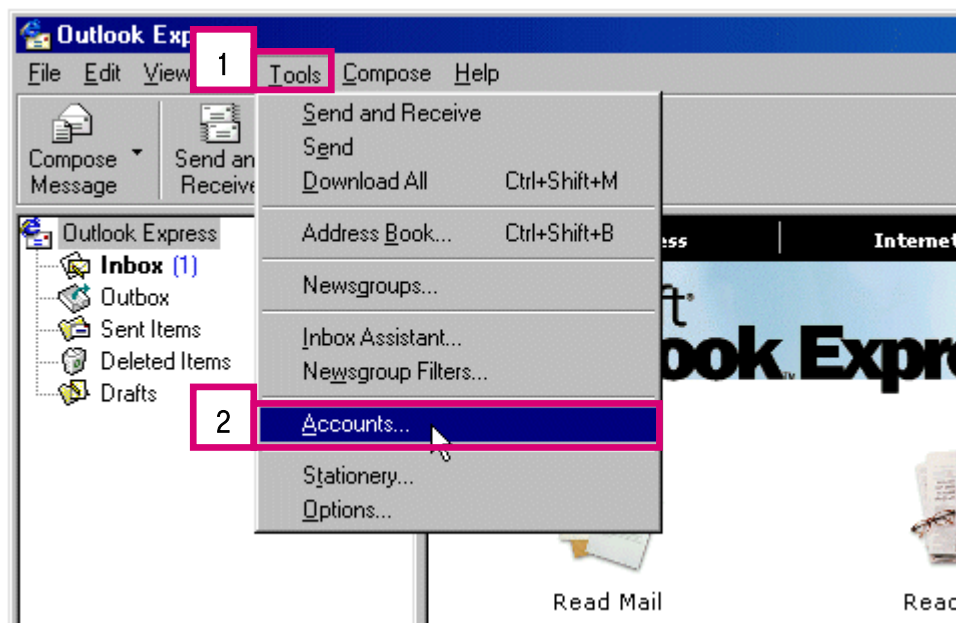 Outlook Exp
1
File Edit View Tools Compose Help
Compose Message
Send an
Receive
Send and Receive
Send
Download All Ctrl+Shift+M
Address Book... Ctrl+Shift+B
Newsgroups...
Inbox Assistant...
Newsgroup Filters...
2
Accounts...
Stationery...
Options...
Outlook Express
Inbox (1)
Outbox
Sent Items
Deleted Items
Drafts
ess
Internet
ft
ook Expre
Read Mail
Read